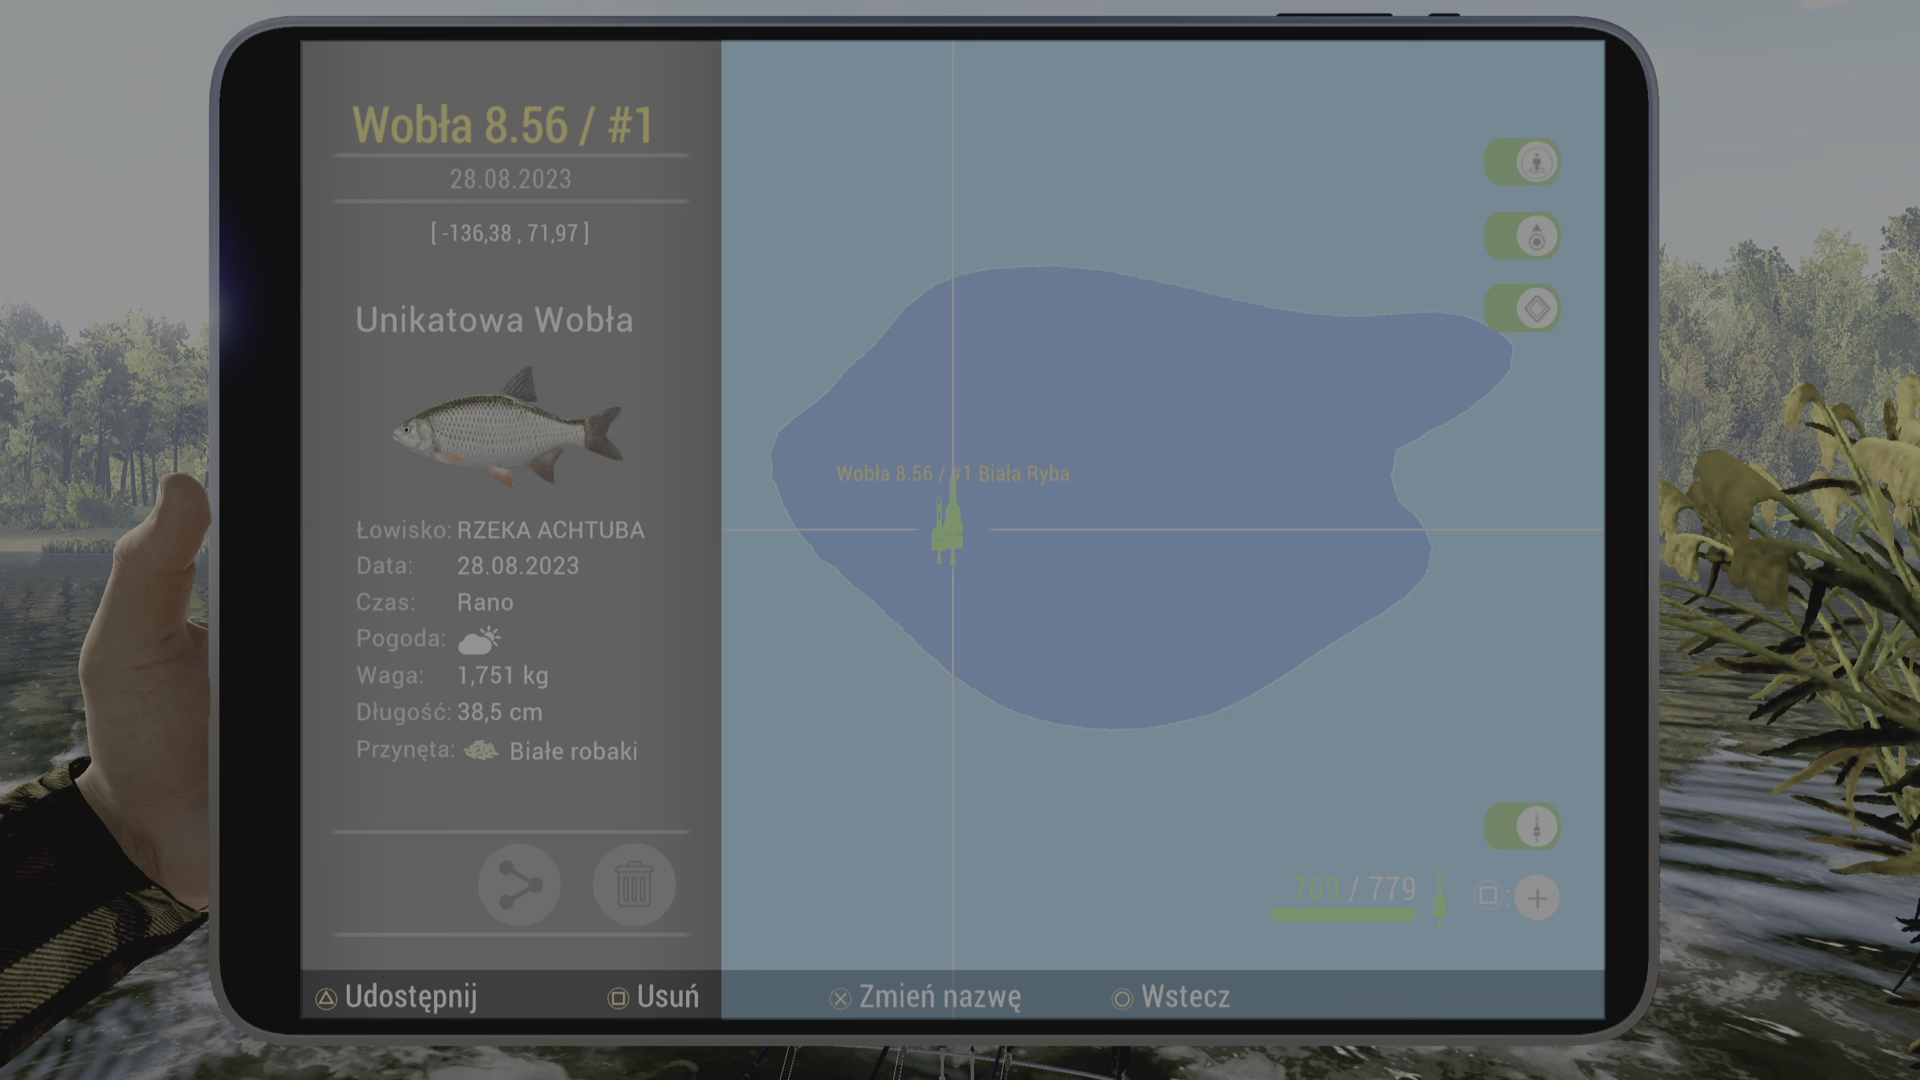 Wobła 8.56 / #1
28.08.2023
[ -136,38 , 71,97 ]
Unikatowa Wobła
Łowisko: RZEKA ACHTUBA
Data: 28.08.2023
Czas: Rano
Pogoda:
Waga: 1,751 kg
Długość: 38,5 cm
Przynęta: Białe robaki
Wobła 8.56 / #1 Biała Ryba
769 / 779
Udostępnij
Usuń
Zmień nazwę
Wstecz